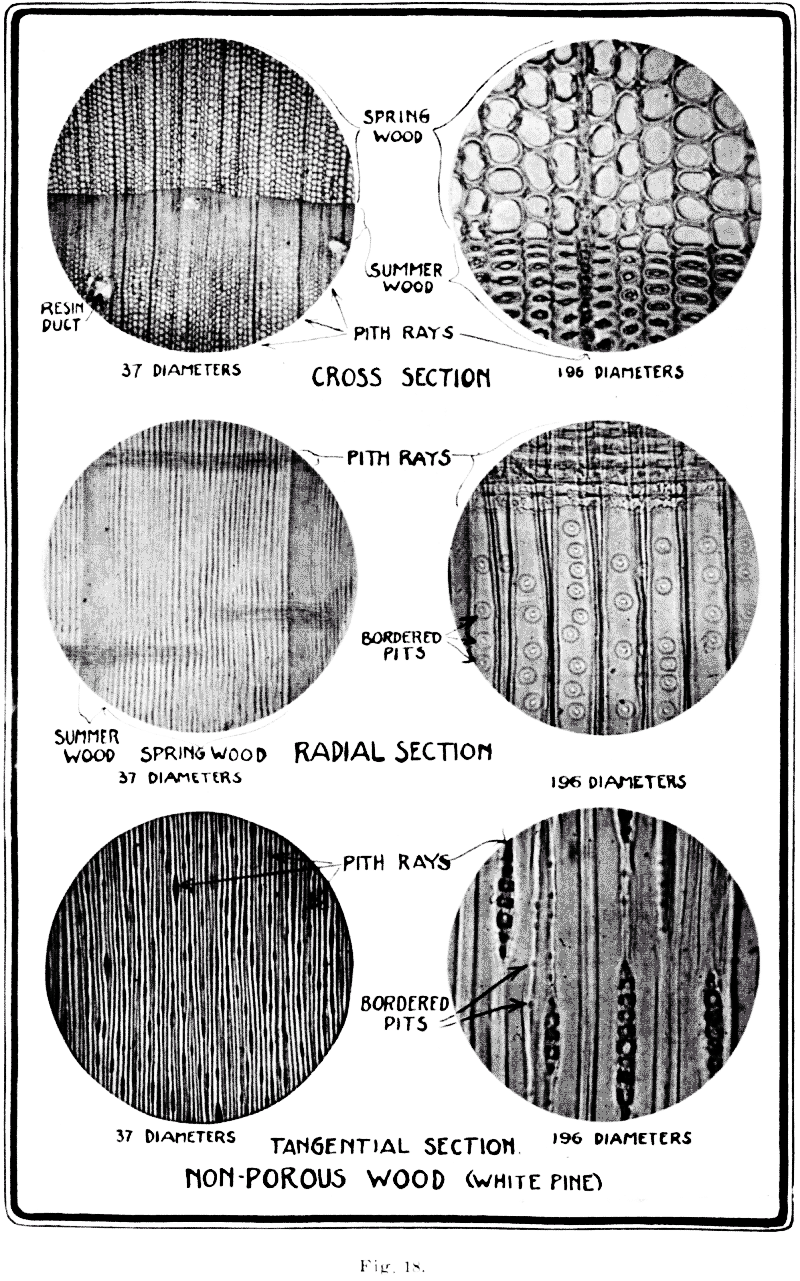 SPRING
WOOD
SUMMER
WOOD
RESIN
DUCT
PITH RAYS
37 DIAMETERS
CROSS SECTION
196 DIAMETERS
PITH RAYS
BORDERED
PITS
SUMMER
WOOD
SPRING WOOD
RADIAL SECTION
37 DIAMETERS
196 DIAMETERS
PITH RAYS
BORDERED
PITS
37 DIAMETERS
TANGENTIAL SECTION.
196 DIAMETERS
NON-POROUS WOOD (WHITE PINE)
Fig. 18.